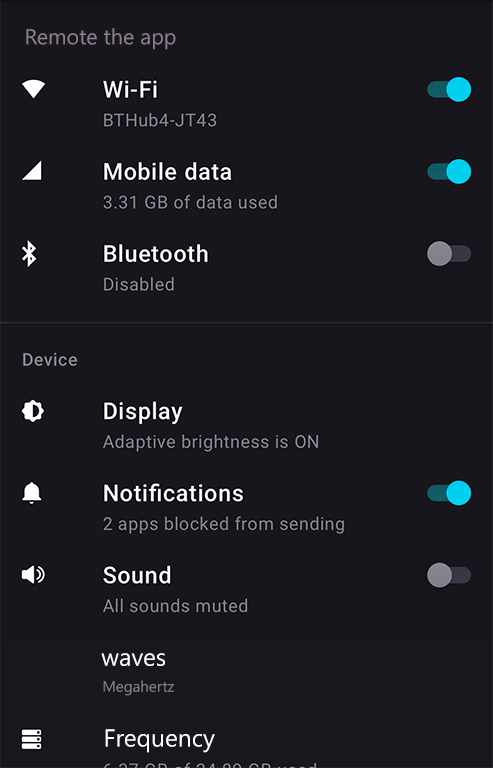 Remote the app
Wi-Fi
BTHub4-JT43
Mobile data
3.31 GB of data used
Bluetooth
Disabled
Device
Display
Adaptive brightness is ON
Notifications
2 apps blocked from sending
Sound
All sounds muted
waves
Megahertz
Frequency